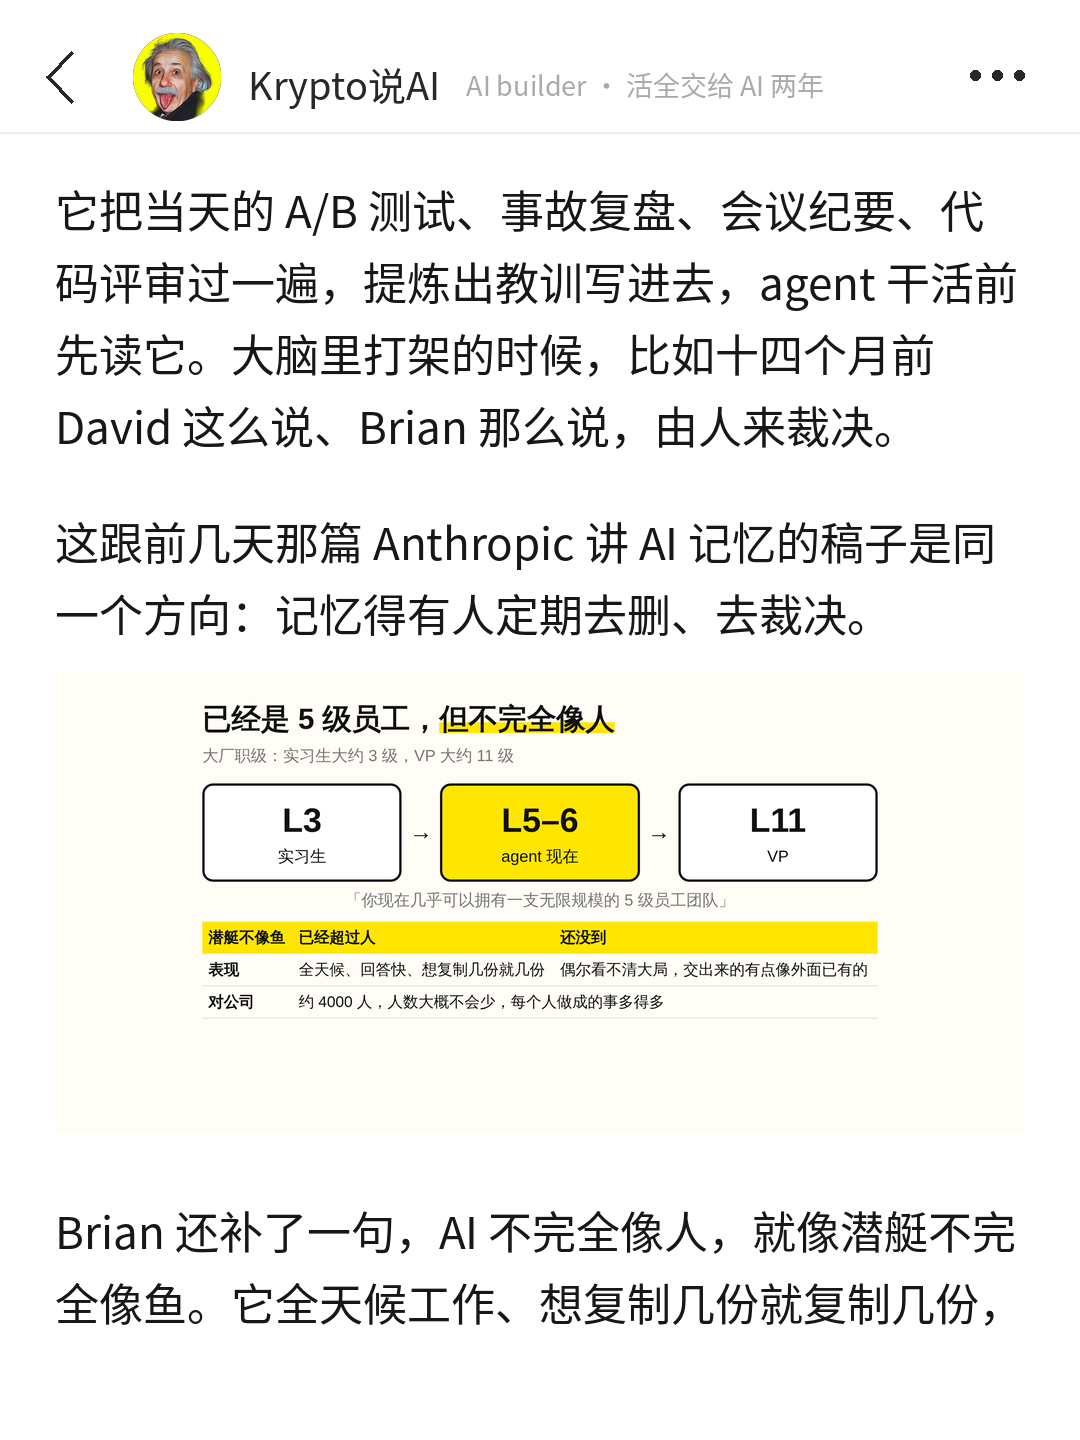 Krypto说AI AI builder · 活全交给 AI 两年
它把当天的 A/B 测试、事故复盘、会议纪要、代
码评审过一遍，提炼出教训写进去，agent 干活前
先读它。大脑里打架的时候，比如十四个月前
David 这么说、Brian 那么说，由人来裁决。
这跟前几天那篇 Anthropic 讲 AI 记忆的稿子是同
一个方向：记忆得有人定期去删、去裁决。
已经是 5 级员工，但不完全像人
大厂职级：实习生大约 3 级，VP 大约 11 级
L3 → L5–6 → L11
实习生 agent 现在 VP
「你现在几乎可以拥有一支无限规模的 5 级员工团队」
潜艇不像鱼 已经超过人 还没到
表现 全天候、回答快、想复制几份就几份 偶尔看不清大局，交出来的有点像外面已有的
对公司 约 4000 人，人数大概不会少，每个人做成的事多得多
Brian 还补了一句，AI 不完全像人，就像潜艇不完
全像鱼。它全天候工作、想复制几份就复制几份，